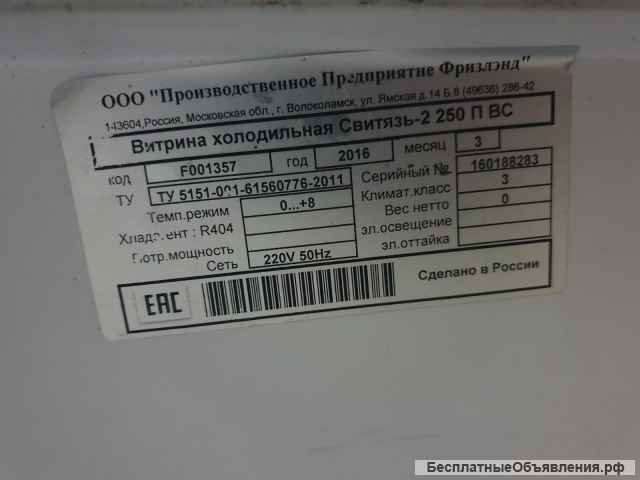 ООО "Производственное Предприятие Фризлэнд"
143604,Россия, Московская обл., г. Волоколамск, ул. Ямская д.14 Б 8 (49636) 286-42
Витрина холодильная Свитязь-2 250 П ВС
код F001357 год 2016 месяц 3
ТУ ТУ 5151-001-61560776-2011 Серийный № 160188283
Темп.режим 0...+8 Климат.класс 3
Хладагент : R404 Вес нетто 0
Потр.мощность эл.освещение
Сеть 220V 50Hz эл.оттайка
EAC Сделано в России
БесплатныеОбъявления.рф